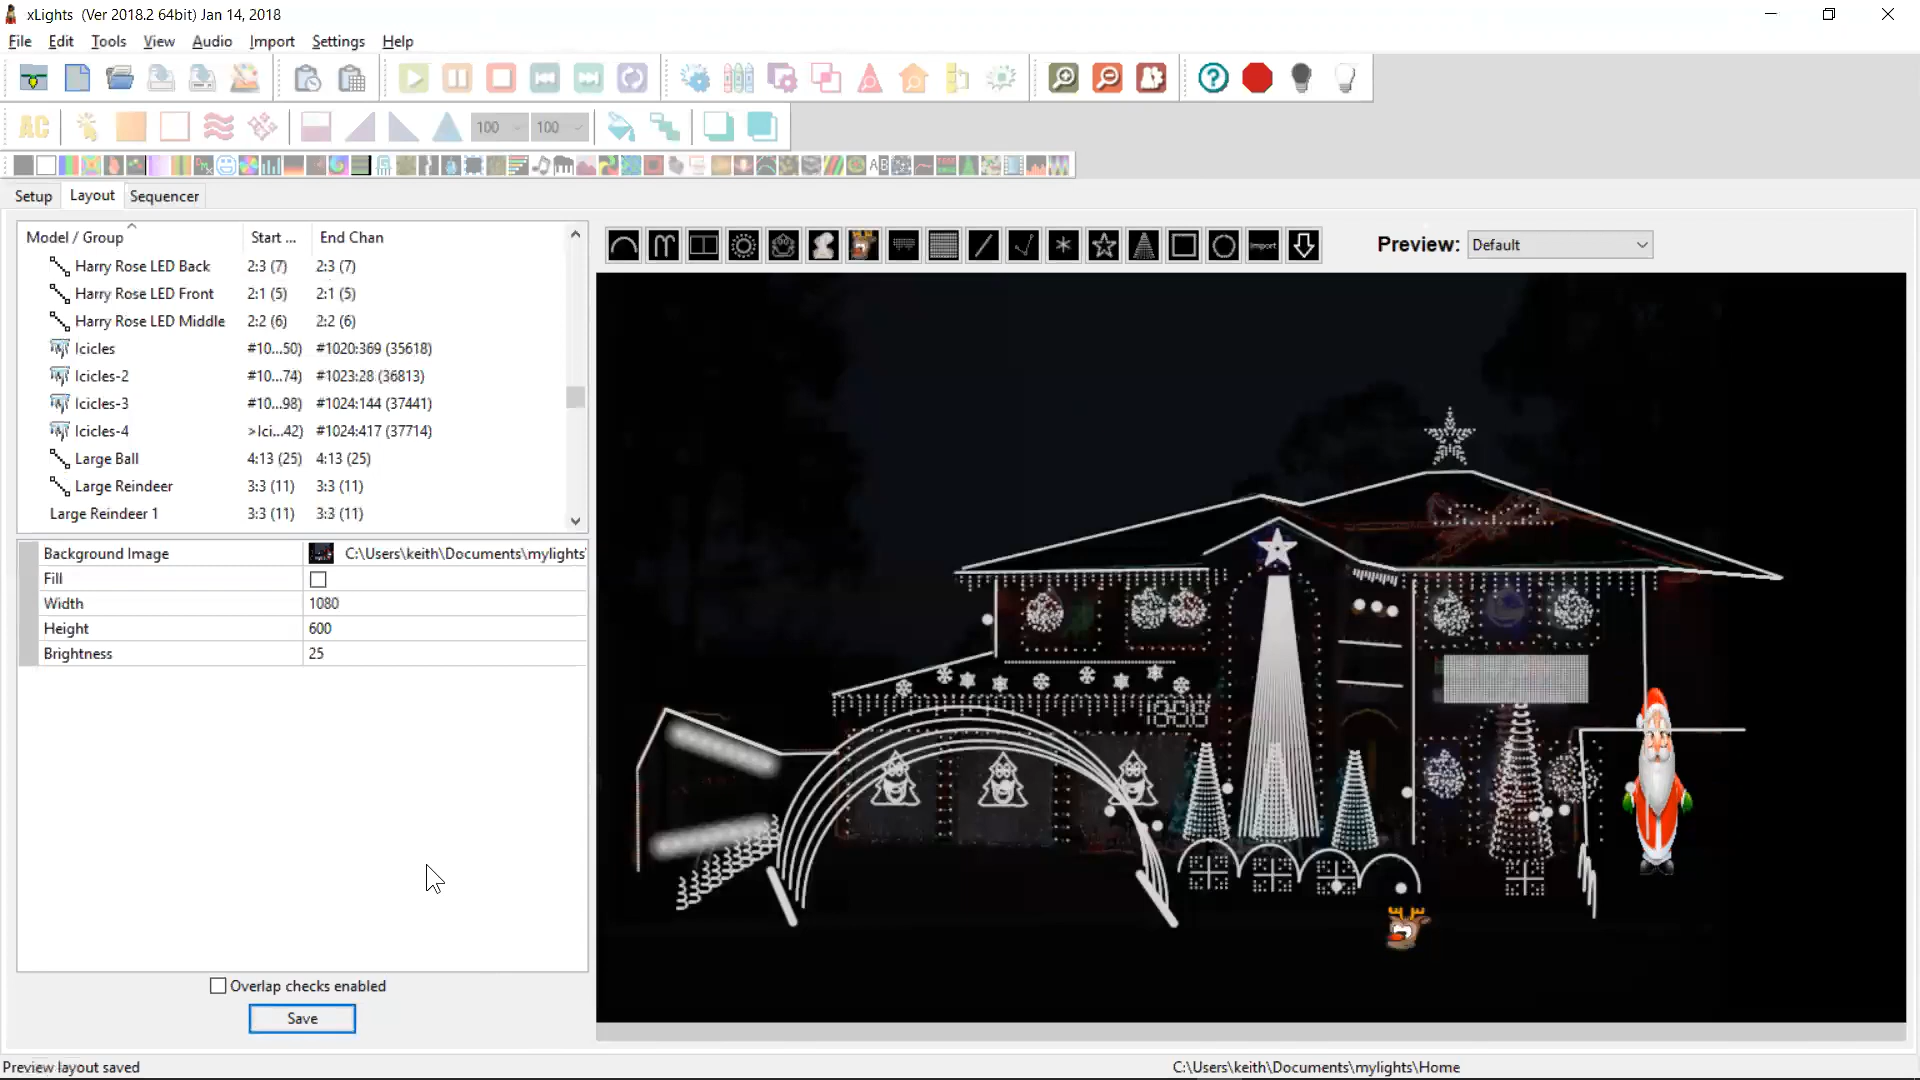 xLights (Ver 2018.2 64bit) Jan 14, 2018
File Edit Tools View Audio Import Settings Help
AC 100 100
Setup Layout Sequencer
Model / Group Start ... End Chan
Harry Rose LED Back 2:3 (7) 2:3 (7)
Harry Rose LED Front 2:1 (5) 2:1 (5)
Harry Rose LED Middle 2:2 (6) 2:2 (6)
Icicles #10...50) #1020:369 (35618)
Icicles-2 #10...74) #1023:28 (36813)
Icicles-3 #10...98) #1024:144 (37441)
Icicles-4 >Ici...42) #1024:417 (37714)
Large Ball 4:13 (25) 4:13 (25)
Large Reindeer 3:3 (11) 3:3 (11)
Large Reindeer 1 3:3 (11) 3:3 (11)
Background Image C:\Users\keith\Documents\mylights'
Fill
Width 1080
Height 600
Brightness 25
Overlap checks enabled
Save
Import
Preview: Default
Preview layout saved
C:\Users\keith\Documents\mylights\Home